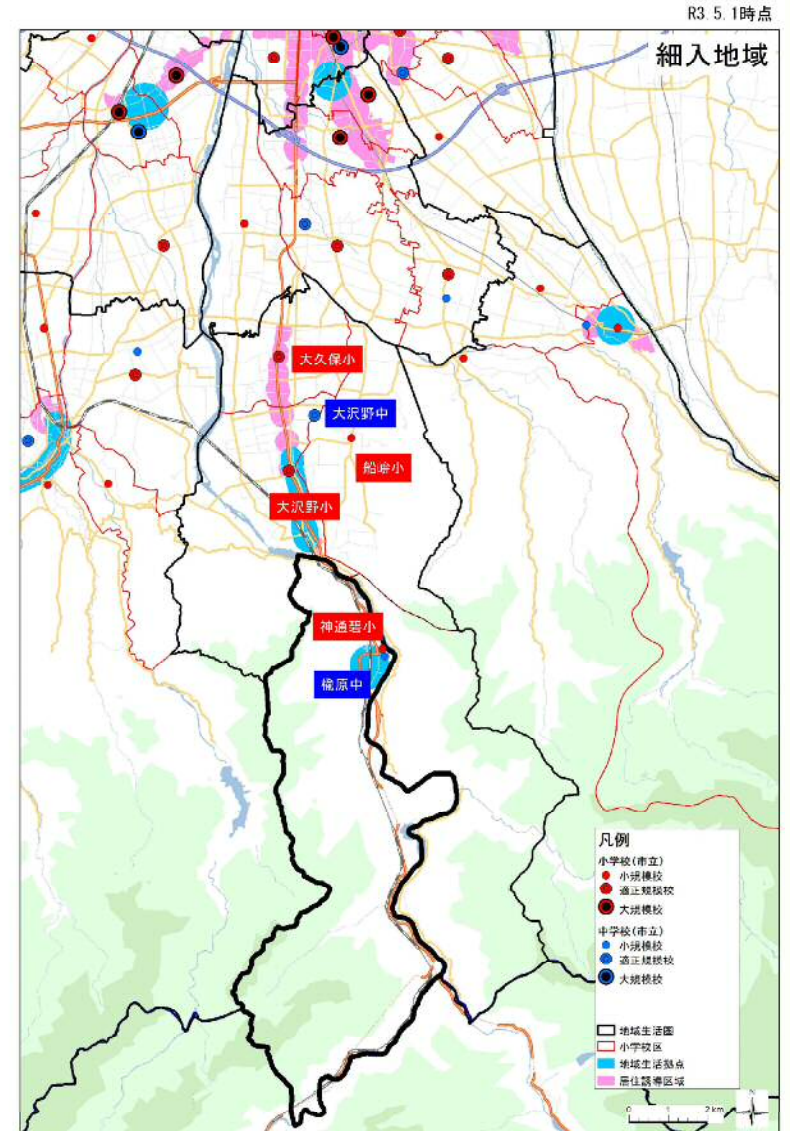 R3.5.1時点
細入地域
大久保小
大沢野中
船峅小
大沢野小
神通碧小
楡原中
凡例
小学校(市立)
小規模校
適正規模校
大規模校
中学校(市立)
小規模校
適正規模校
大規模校
地域生活圏
小学校区
地域生活拠点
居住誘導区域
0 1 2km
N